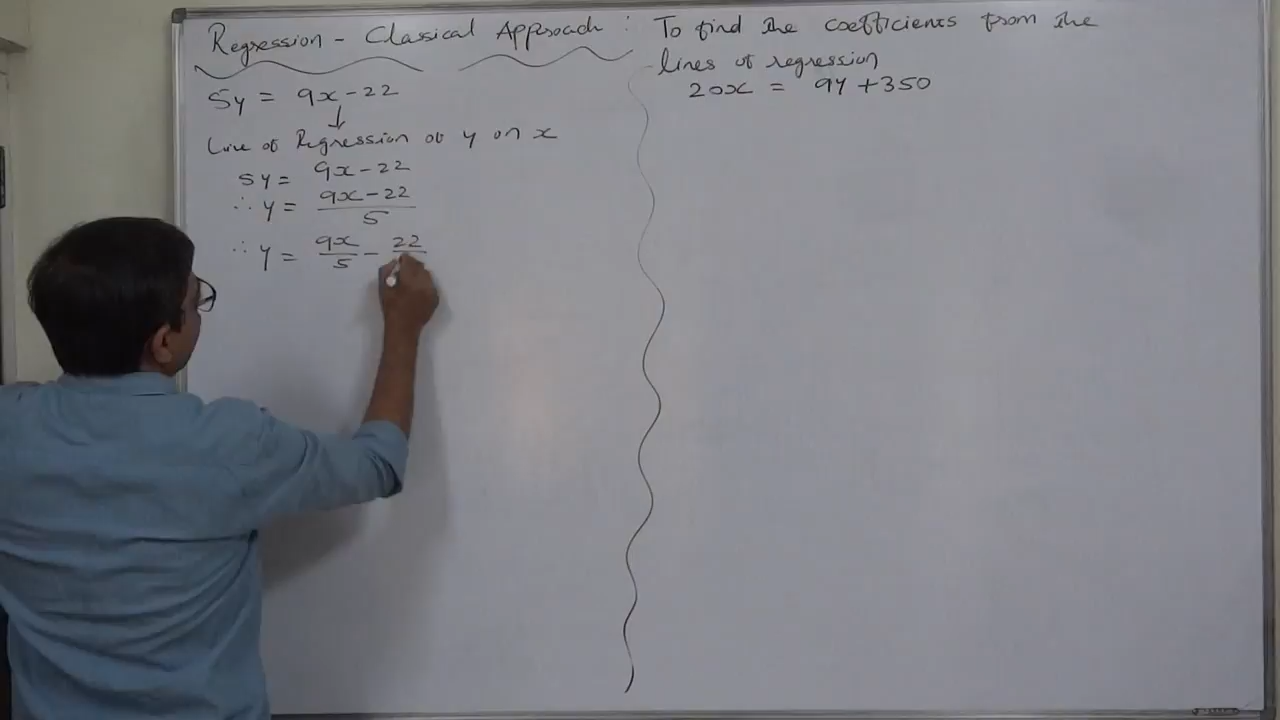 Regression - Classical Approach : To find the coefficients from the
lines of regression
5y = 9x - 22
↓
Line of Regression of y on x
5y = 9x - 22
∴ y = 9x - 22 / 5
∴ y = 9x/5 - 22/
20x = 9y + 350